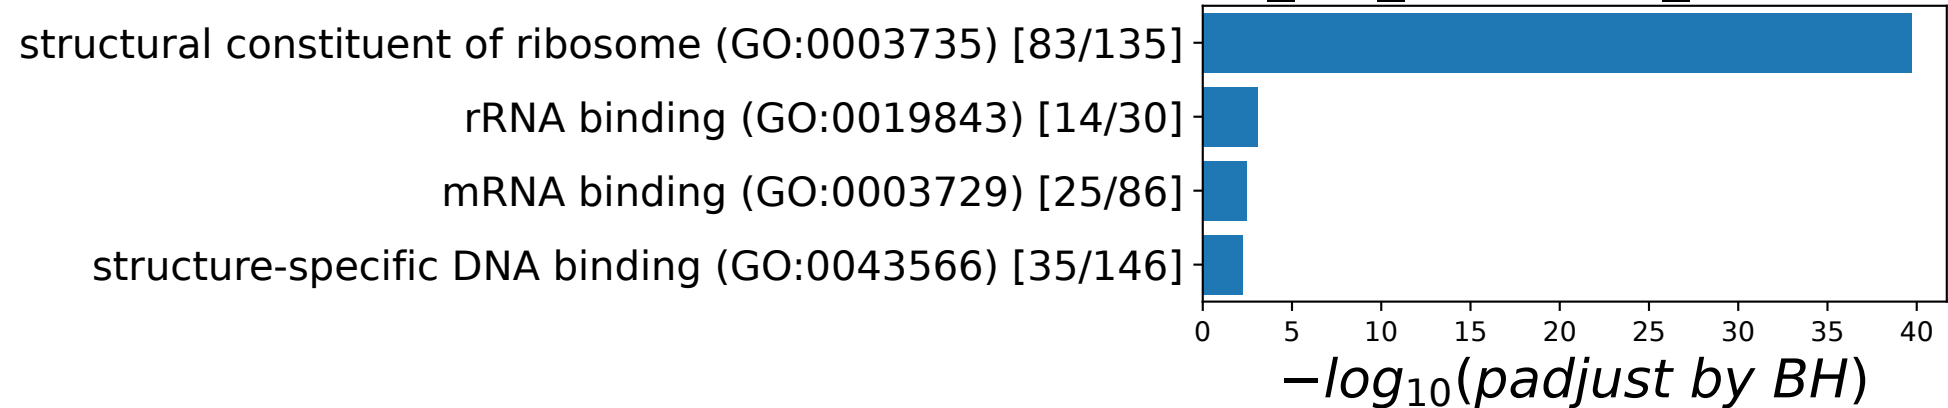 structural constituent of ribosome (GO:0003735) [83/135]
rRNA binding (GO:0019843) [14/30]
mRNA binding (GO:0003729) [25/86]
structure-specific DNA binding (GO:0043566) [35/146]
0 5 10 15 20 25 30 35 40
−log₁₀(padjust by BH)